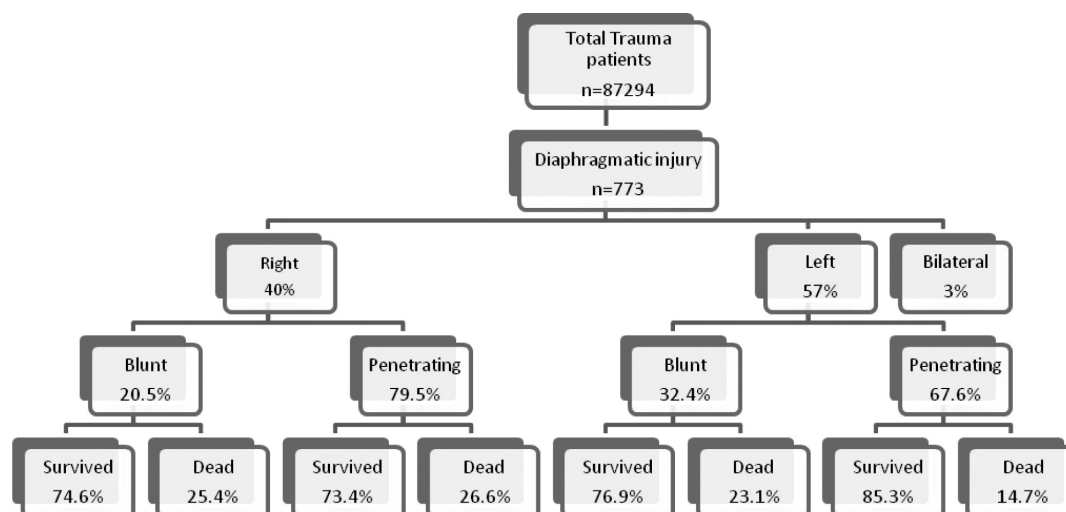 Total Trauma
patients
n=87294
Diaphragmatic injury
n=773
Right
40%
Left
57%
Bilateral
3%
Blunt
20.5%
Penetrating
79.5%
Blunt
32.4%
Penetrating
67.6%
Survived
74.6%
Dead
25.4%
Survived
73.4%
Dead
26.6%
Survived
76.9%
Dead
23.1%
Survived
85.3%
Dead
14.7%